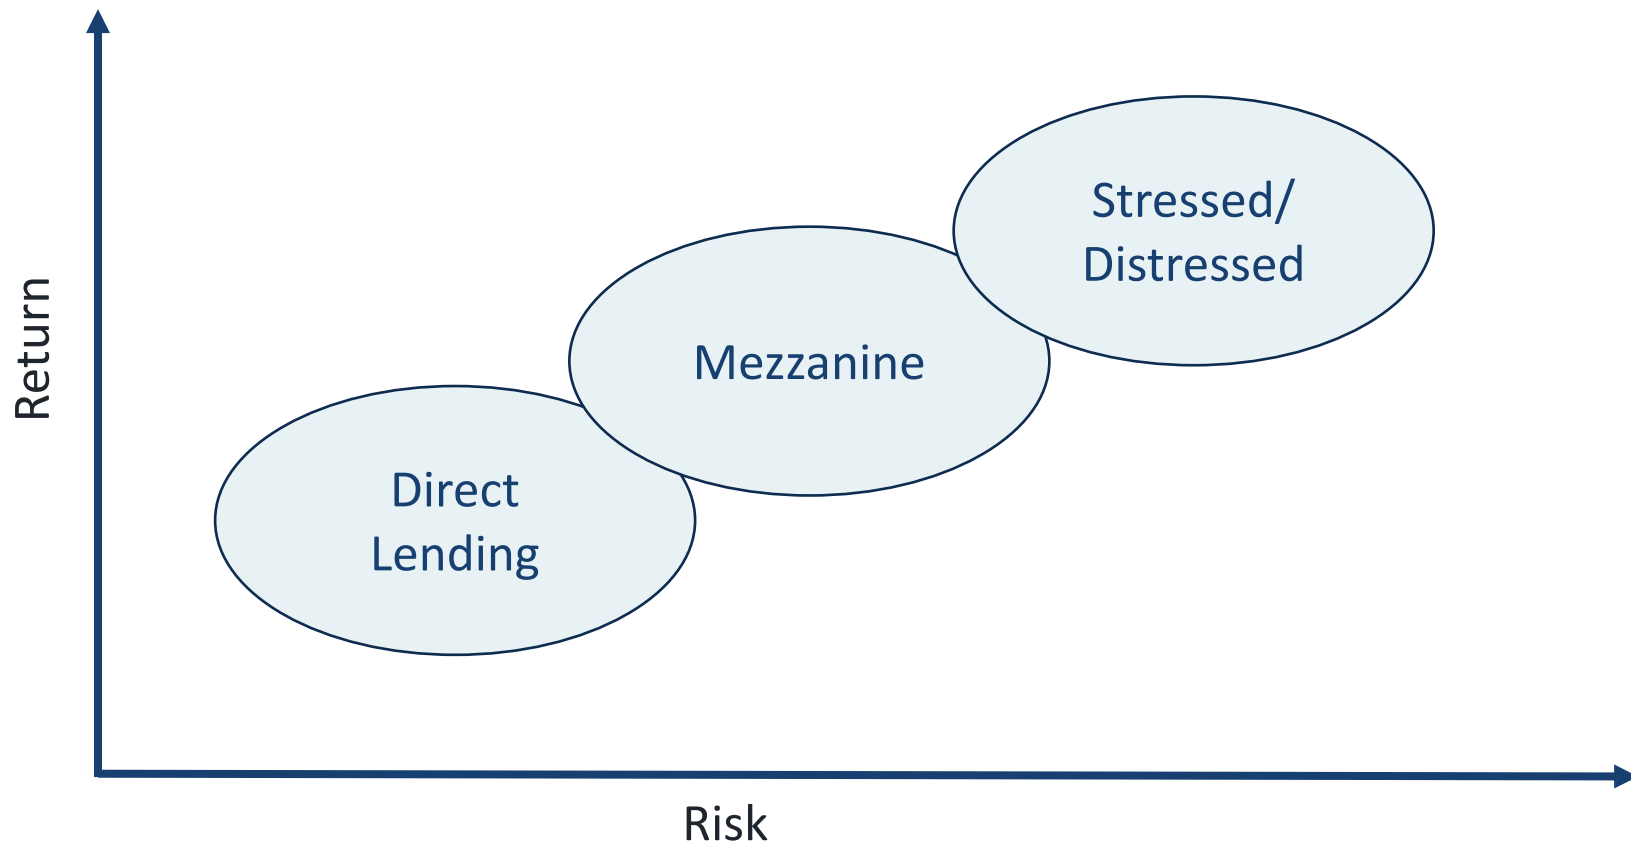 Return
Stressed/
Distressed
Mezzanine
Direct
Lending
Risk